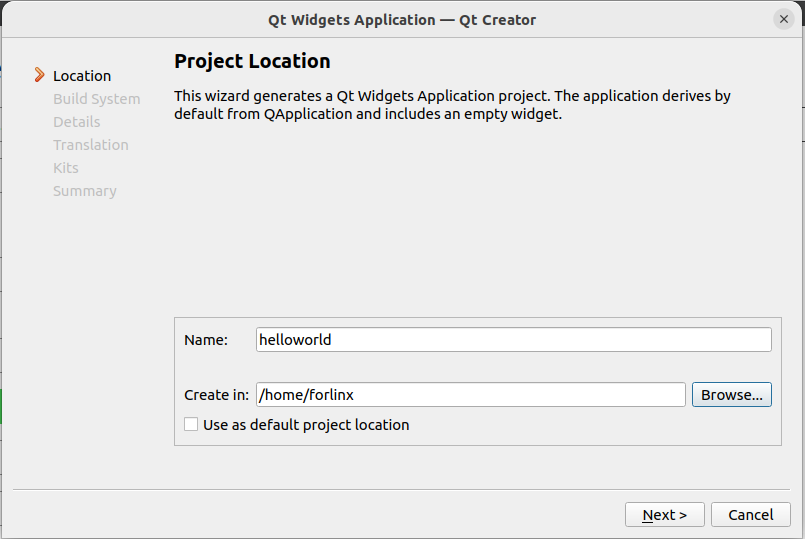 Qt Widgets Application — Qt Creator
Location
Build System
Details
Translation
Kits
Summary
Project Location
This wizard generates a Qt Widgets Application project. The application derives by
default from QApplication and includes an empty widget.
Name: helloworld
Create in: /home/forlinx Browse...
Use as default project location
Next > Cancel